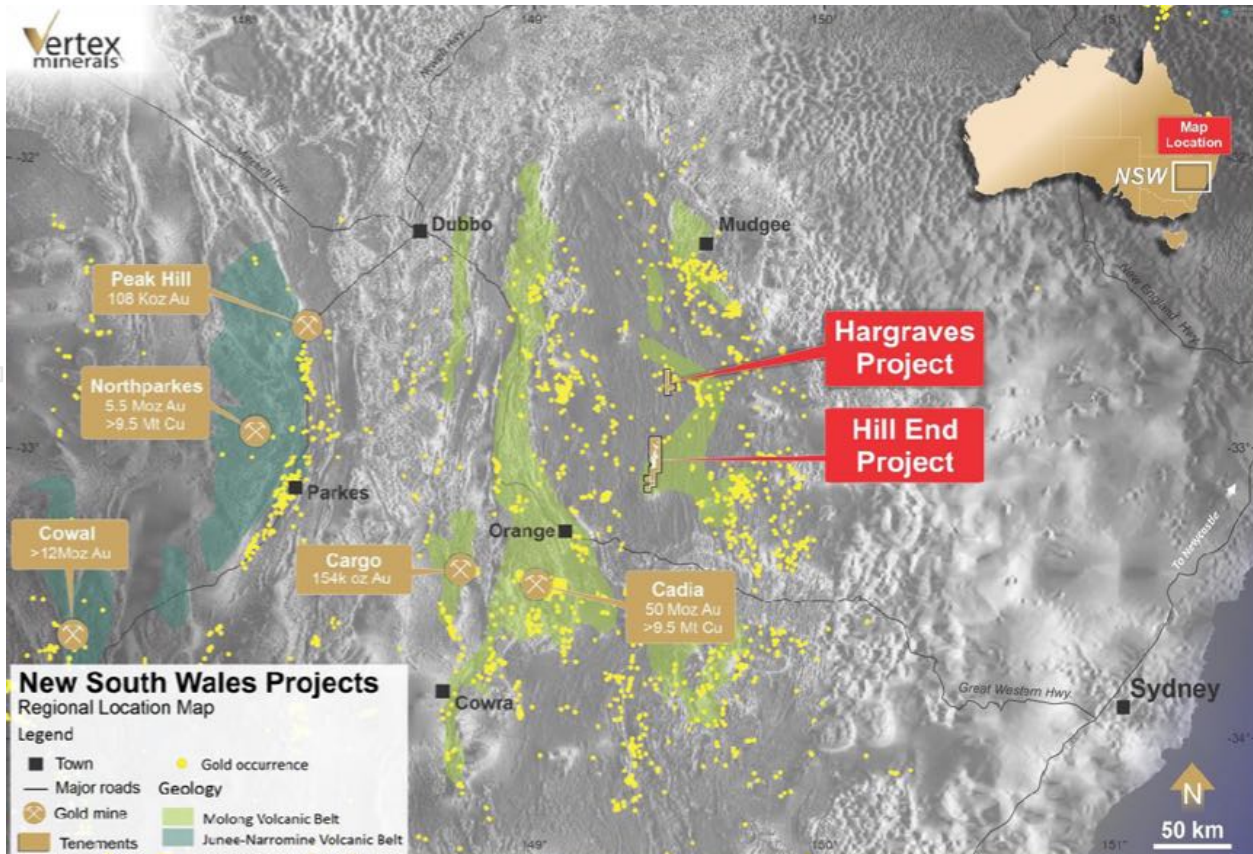 Vertex
minerals
148°
149°
150°
151°
-32°
-33°
-33°
-34°
149°
150°
151°
Newell Hwy.
Mitchell Hwy.
New England Hwy.
Great Western Hwy.
To Newcastle
Map
Location
NSW
Dubbo
Mudgee
Peak Hill
108 Koz Au
Hargraves
Project
Northparkes
5.5 Moz Au
>9.5 Mt Cu
Hill End
Project
Parkes
Orange
Cowal
>12Moz Au
Cargo
154k oz Au
Cadia
50 Moz Au
>9.5 Mt Cu
Cowra
Sydney
New South Wales Projects
Regional Location Map
Legend
Town
Gold occurrence
Major roads
Geology
Gold mine
Molong Volcanic Belt
Tenements
Junee-Narromine Volcanic Belt
N
50 km